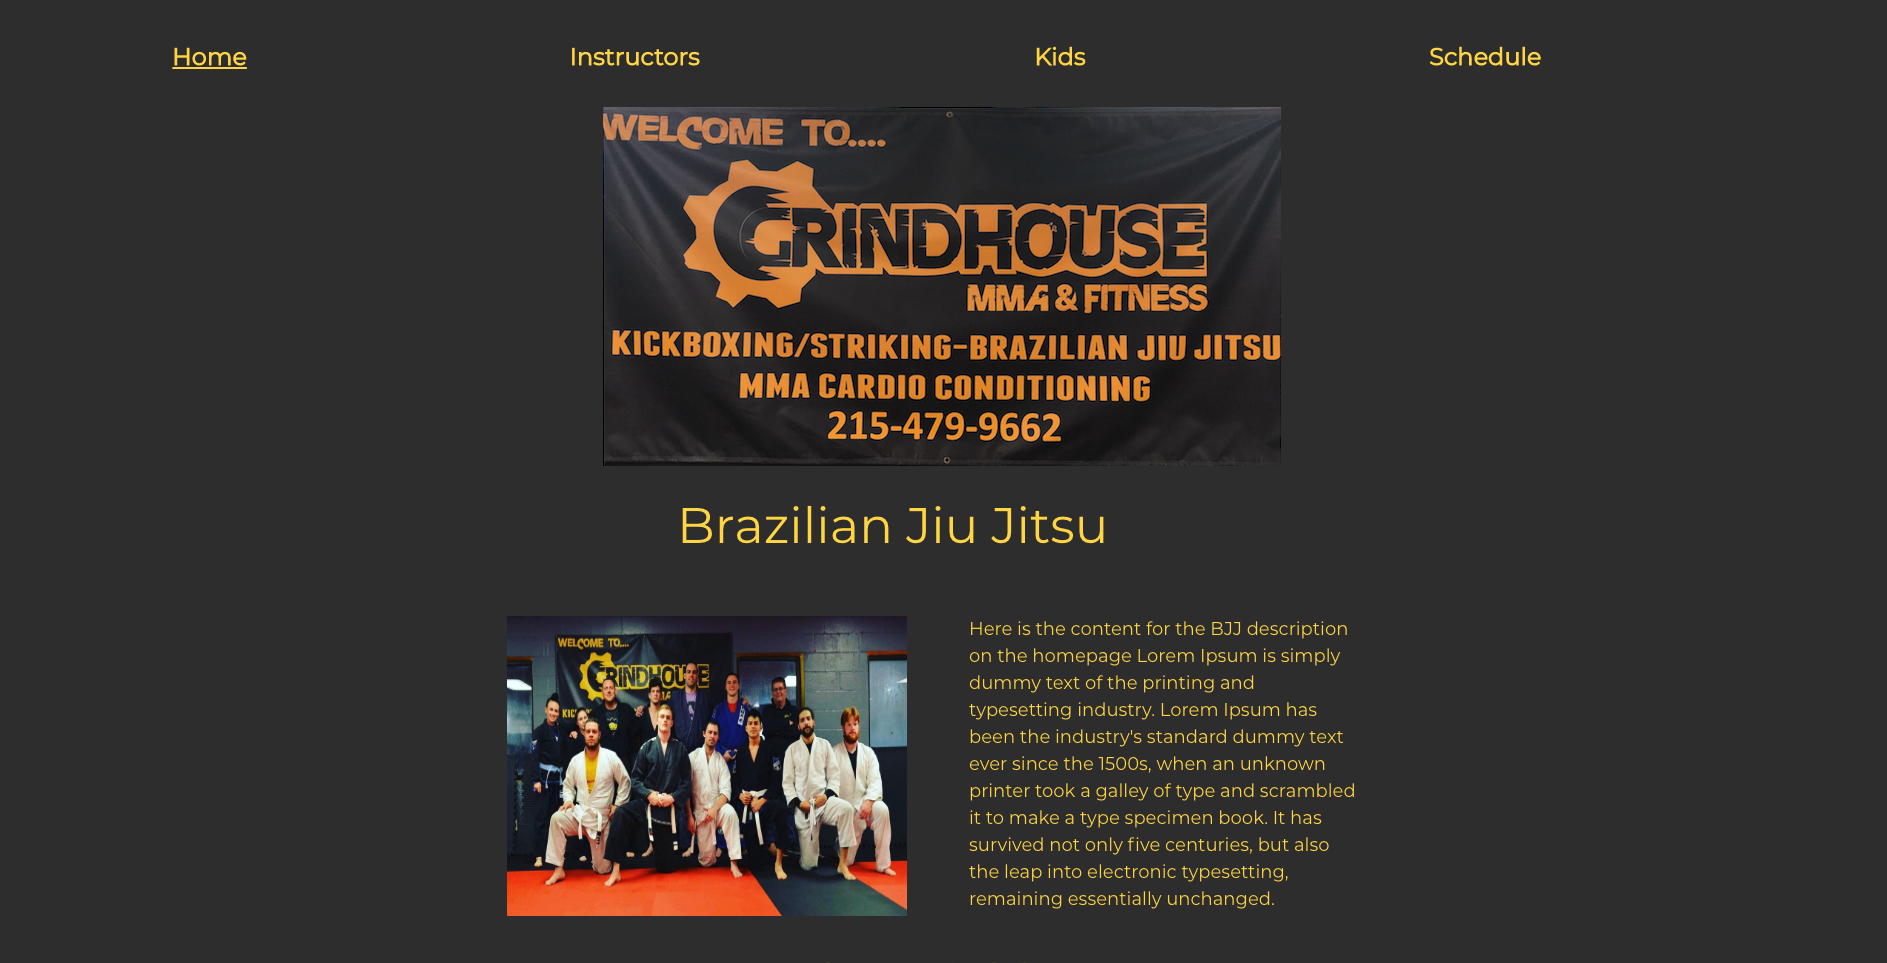 Home Instructors Kids Schedule
WELCOME TO....
GRINDHOUSE
MMA & FITNESS
KICKBOXING/STRIKING-BRAZILIAN JIU JITSU
MMA CARDIO CONDITIONING
215-479-9662
Brazilian Jiu Jitsu
WELCOME TO....
GRINDHOUSE
Here is the content for the BJJ description
on the homepage Lorem Ipsum is simply
dummy text of the printing and
typesetting industry. Lorem Ipsum has
been the industry's standard dummy text
ever since the 1500s, when an unknown
printer took a galley of type and scrambled
it to make a type specimen book. It has
survived not only five centuries, but also
the leap into electronic typesetting,
remaining essentially unchanged.